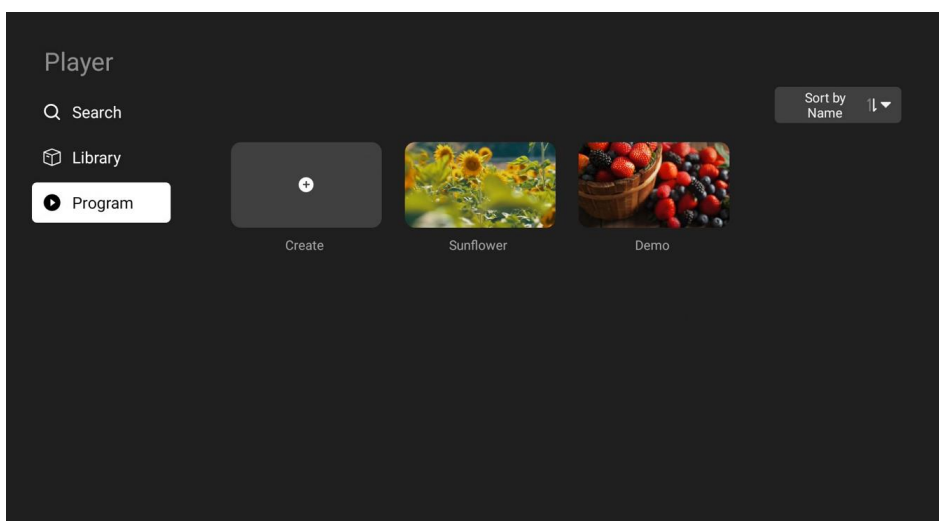 Player
Search
Library
Program
Sort by
Name
Create
Sunflower
Demo